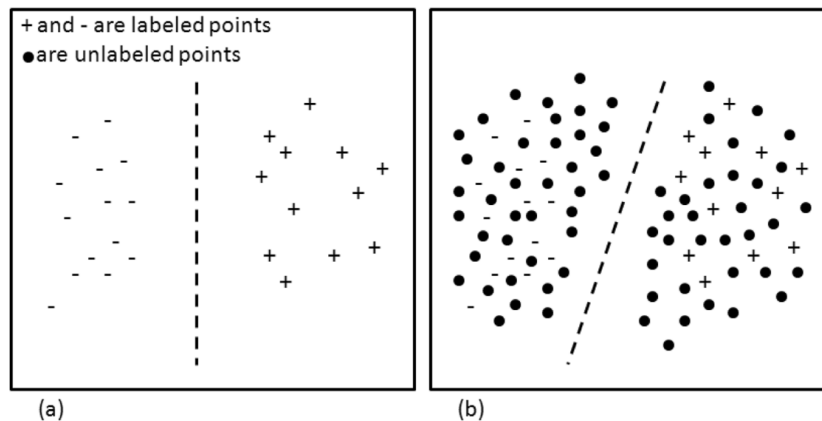 + and - are labeled points
● are unlabeled points
(a)
(b)